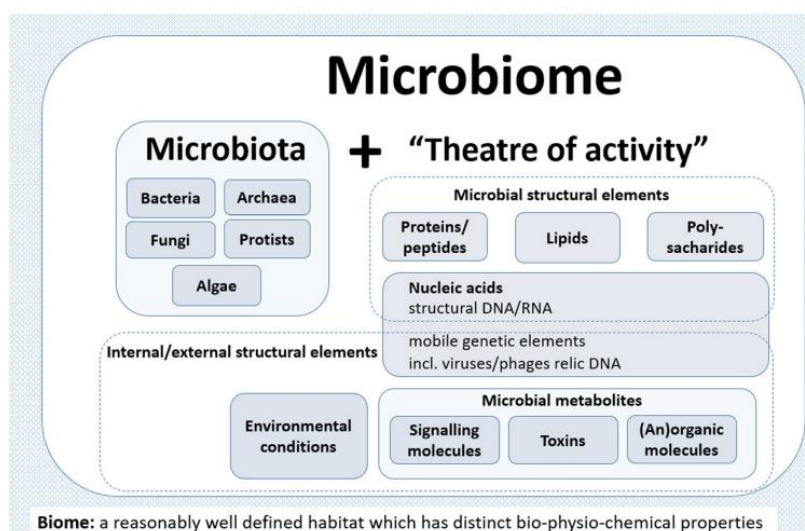 Microbiome
Microbiota + "Theatre of activity"
Bacteria Archaea
Fungi Protists
Algae
Microbial structural elements
Proteins/
peptides
Lipids
Poly-
sacharides
Nucleic acids
structural DNA/RNA
mobile genetic elements
incl. viruses/phages relic DNA
Internal/external structural elements
Environmental
conditions
Microbial metabolites
Signalling
molecules
Toxins
(An)organic
molecules
Biome: a reasonably well defined habitat which has distinct bio-physio-chemical properties